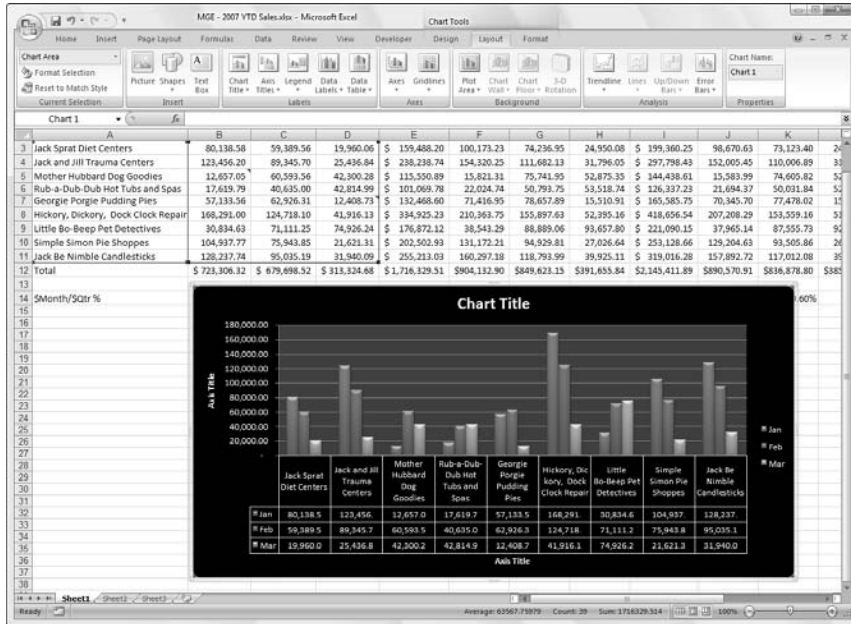 MGE - 2007 YTD Sales.xlsx - Microsoft Excel
Chart Tools
Home Insert Page Layout Formulas Data Review View Developer Design Layout Format
Chart Area
Format Selection
Reset to Match Style
Current Selection
Picture Shapes Text Box
Insert
Chart Title Axis Titles Legend Data Labels Data Table
Labels
Axes Gridlines
Axes
Plot Area Chart Wall Chart Floor 3-D Rotation
Background
Trendline Lines Up/Down Bars Error Bars
Analysis
Chart Name:
Chart 1
Properties
Chart 1 fx
A B C D E F G H I J K
3 Jack Sprat Diet Centers 80,138.58 59,389.56 19,960.06 $ 159,488.20 100,173.23 74,236.95 24,950.08 $ 199,360.25 98,670.63 73,123.40
4 Jack and Jill Trauma Centers 123,456.20 89,345.70 25,436.84 $ 238,238.74 154,320.25 111,682.13 31,796.05 $ 297,798.43 152,005.45 110,006.89
5 Mother Hubbard Dog Goodies 12,657.05 60,593.56 42,300.28 $ 115,550.89 15,821.31 75,741.95 52,875.35 $ 144,438.61 15,583.99 74,605.82
6 Rub-a-Dub-Dub Hot Tubs and Spas 17,619.79 40,635.00 42,814.99 $ 101,069.78 22,024.74 50,793.75 53,518.74 $ 126,337.23 21,694.37 50,031.84
7 Georgie Porgie Pudding Pies 57,133.56 62,926.31 12,408.73 $ 132,468.60 71,416.95 78,657.89 15,510.91 $ 165,585.75 70,345.70 77,478.02
8 Hickory, Dickory, Dock Clock Repair 168,291.00 124,718.10 41,916.13 $ 334,925.23 210,363.75 155,897.63 52,395.16 $ 418,656.54 207,208.29 153,559.16
9 Little Bo-Beep Pet Detectives 30,834.63 71,111.25 74,926.24 $ 176,872.12 38,543.29 88,889.06 93,657.80 $ 221,090.15 37,965.14 87,555.73
10 Simple Simon Pie Shoppes 104,937.77 75,943.85 21,621.31 $ 202,502.93 131,172.21 94,929.81 27,026.64 $ 253,128.66 129,204.63 93,505.86
11 Jack Be Nimble Candlesticks 128,237.74 95,035.19 31,940.09 $ 255,213.03 160,297.18 118,793.99 39,925.11 $ 319,016.28 157,892.72 117,012.08
12 Total $ 723,306.32 $ 679,698.52 $ 313,324.68 $ 1,716,329.51 $904,132.90 $849,623.15 $391,655.84 $2,145,411.89 $890,570.91 $836,878.80
13
14 $Month/$Qtr %
15
16
17
18
19
20
21
22
23
24
25
26
27
28
29
30
31
32
33
34
35
36
37
38
Chart Title
180,000.00
160,000.00
140,000.00
120,000.00
100,000.00
80,000.00
60,000.00
40,000.00
20,000.00
Axis Title
Jan
Feb
Mar
Jack Sprat Diet Centers
Jack and Jill Trauma Centers
Mother Hubbard Dog Goodies
Rub-a-Dub-Dub Hot Tubs and Spas
Georgie Porgie Pudding Pies
Hickory, Dickory, Dock Clock Repair
Little Bo-Beep Pet Detectives
Simple Simon Pie Shoppes
Jack Be Nimble Candlesticks
Jan 80,138.5 123,456. 12,657.0 17,619.7 57,133.5 168,291. 30,834.6 104,937. 128,237.
Feb 59,389.5 89,345.7 60,593.5 40,635.0 62,926.3 124,718. 71,111.2 75,943.8 95,035.1
Mar 19,960.0 25,436.8 42,300.2 42,814.9 12,408.7 41,916.1 74,926.2 21,621.3 31,940.0
Axis Title
Sheet1 Sheet2 Sheet3
Ready Average: 63567.75979 Count: 39 Sum: 1716329.514 100%